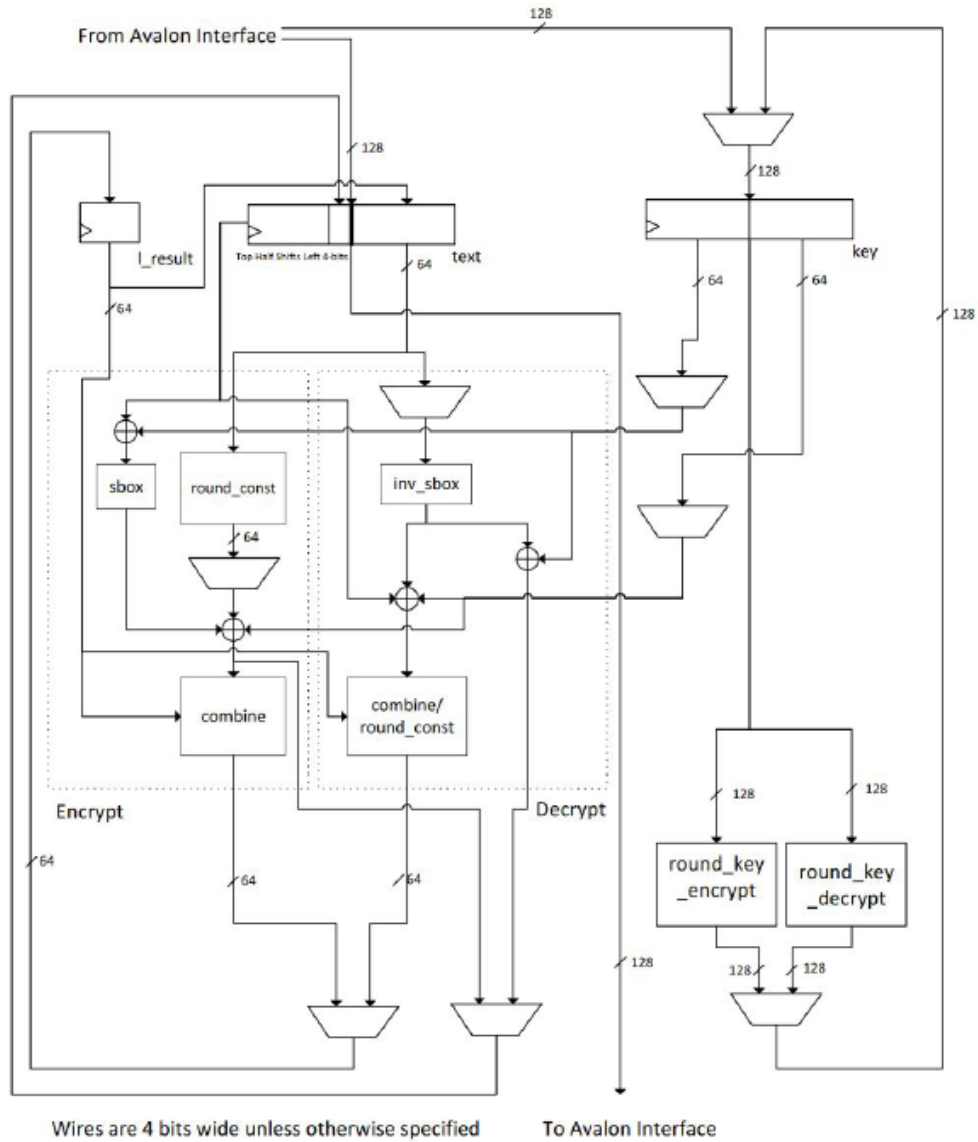 128
From Avalon Interface
128
128
l_result
Top Half Shifts Left 4-bits
text
key
64
64
64
64
128
sbox
round_const
inv_sbox
64
combine
combine/
round_const
Encrypt
Decrypt
128
128
round_key
_encrypt
round_key
_decrypt
64
64
64
128
128
128
Wires are 4 bits wide unless otherwise specified
To Avalon Interface